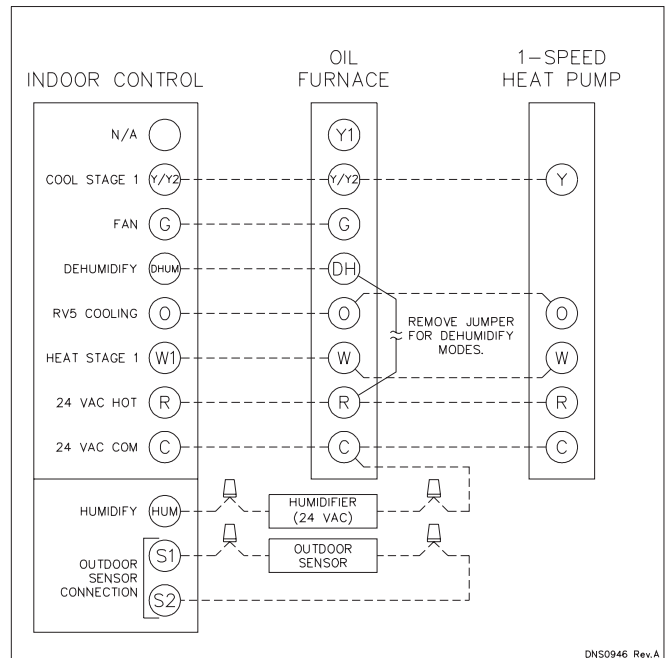 INDOOR CONTROL
OIL
FURNACE
1-SPEED
HEAT PUMP
N/A
Y1
COOL STAGE 1 Y/Y2 Y/Y2 Y
FAN G G
DEHUMIDIFY DHUM DH
RV5 COOLING O O O
REMOVE JUMPER
FOR DEHUMIDIFY
MODES.
HEAT STAGE 1 W1 W W
24 VAC HOT R R R
24 VAC COM C C C
HUMIDIFY HUM
HUMIDIFIER
(24 VAC)
OUTDOOR
SENSOR
CONNECTION
S1
S2
OUTDOOR
SENSOR
DNS0946 Rev.A